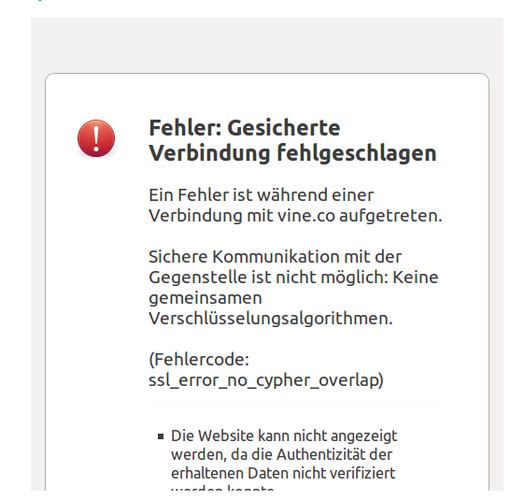 !
Fehler: Gesicherte
Verbindung fehlgeschlagen
Ein Fehler ist während einer
Verbindung mit vine.co aufgetreten.
Sichere Kommunikation mit der
Gegenstelle ist nicht möglich: Keine
gemeinsamen
Verschlüsselungsalgorithmen.
(Fehlercode:
ssl_error_no_cypher_overlap)
▪ Die Website kann nicht angezeigt
werden, da die Authentizität der
erhaltenen Daten nicht verifiziert
werden konnte